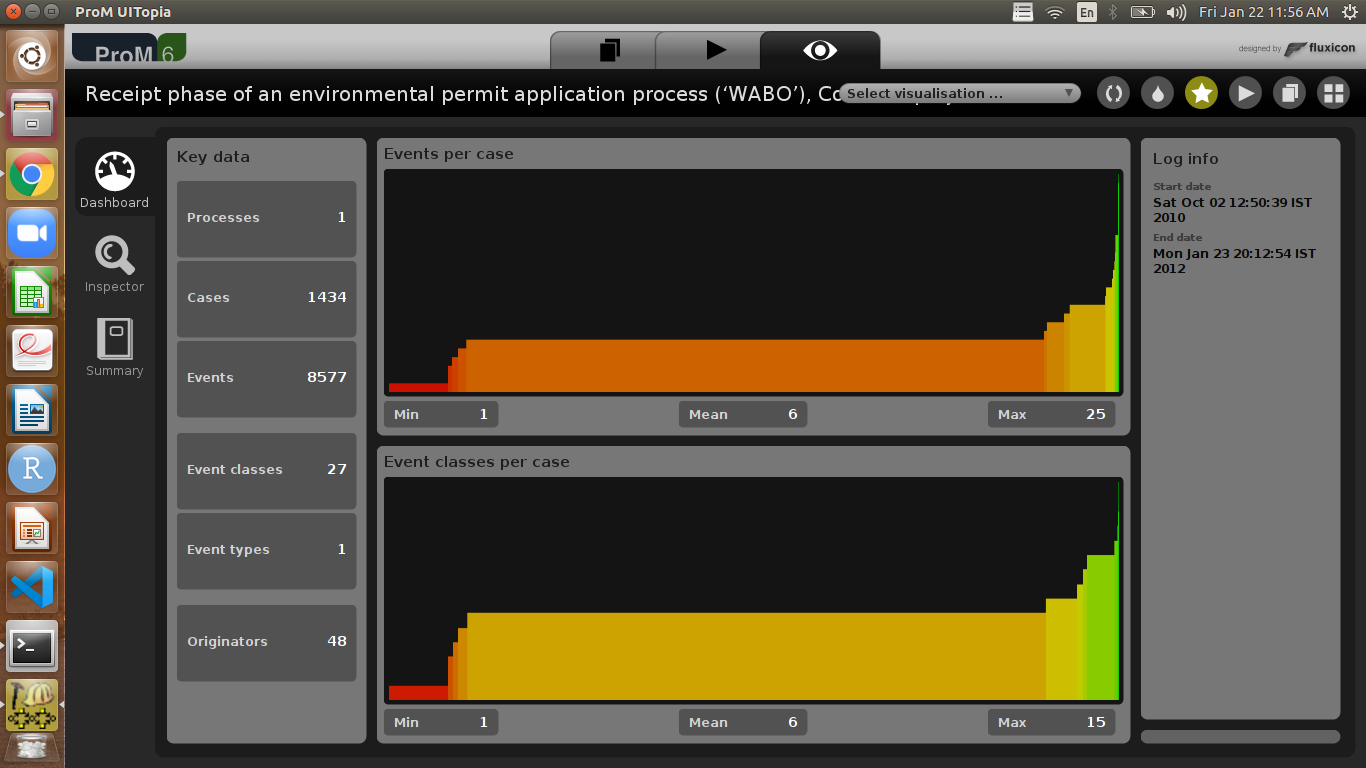 ProM UITopia
En
Fri Jan 22 11:56 AM
ProM 6
designed by fluxicon
Receipt phase of an environmental permit application process (‘WABO’), Co
Select visualisation ...
Dashboard
Inspector
Summary
Key data
Processes 1
Cases 1434
Events 8577
Event classes 27
Event types 1
Originators 48
Events per case
Min 1
Mean 6
Max 25
Event classes per case
Min 1
Mean 6
Max 15
Log info
Start date
Sat Oct 02 12:50:39 IST
2010
End date
Mon Jan 23 20:12:54 IST
2012
R
>_